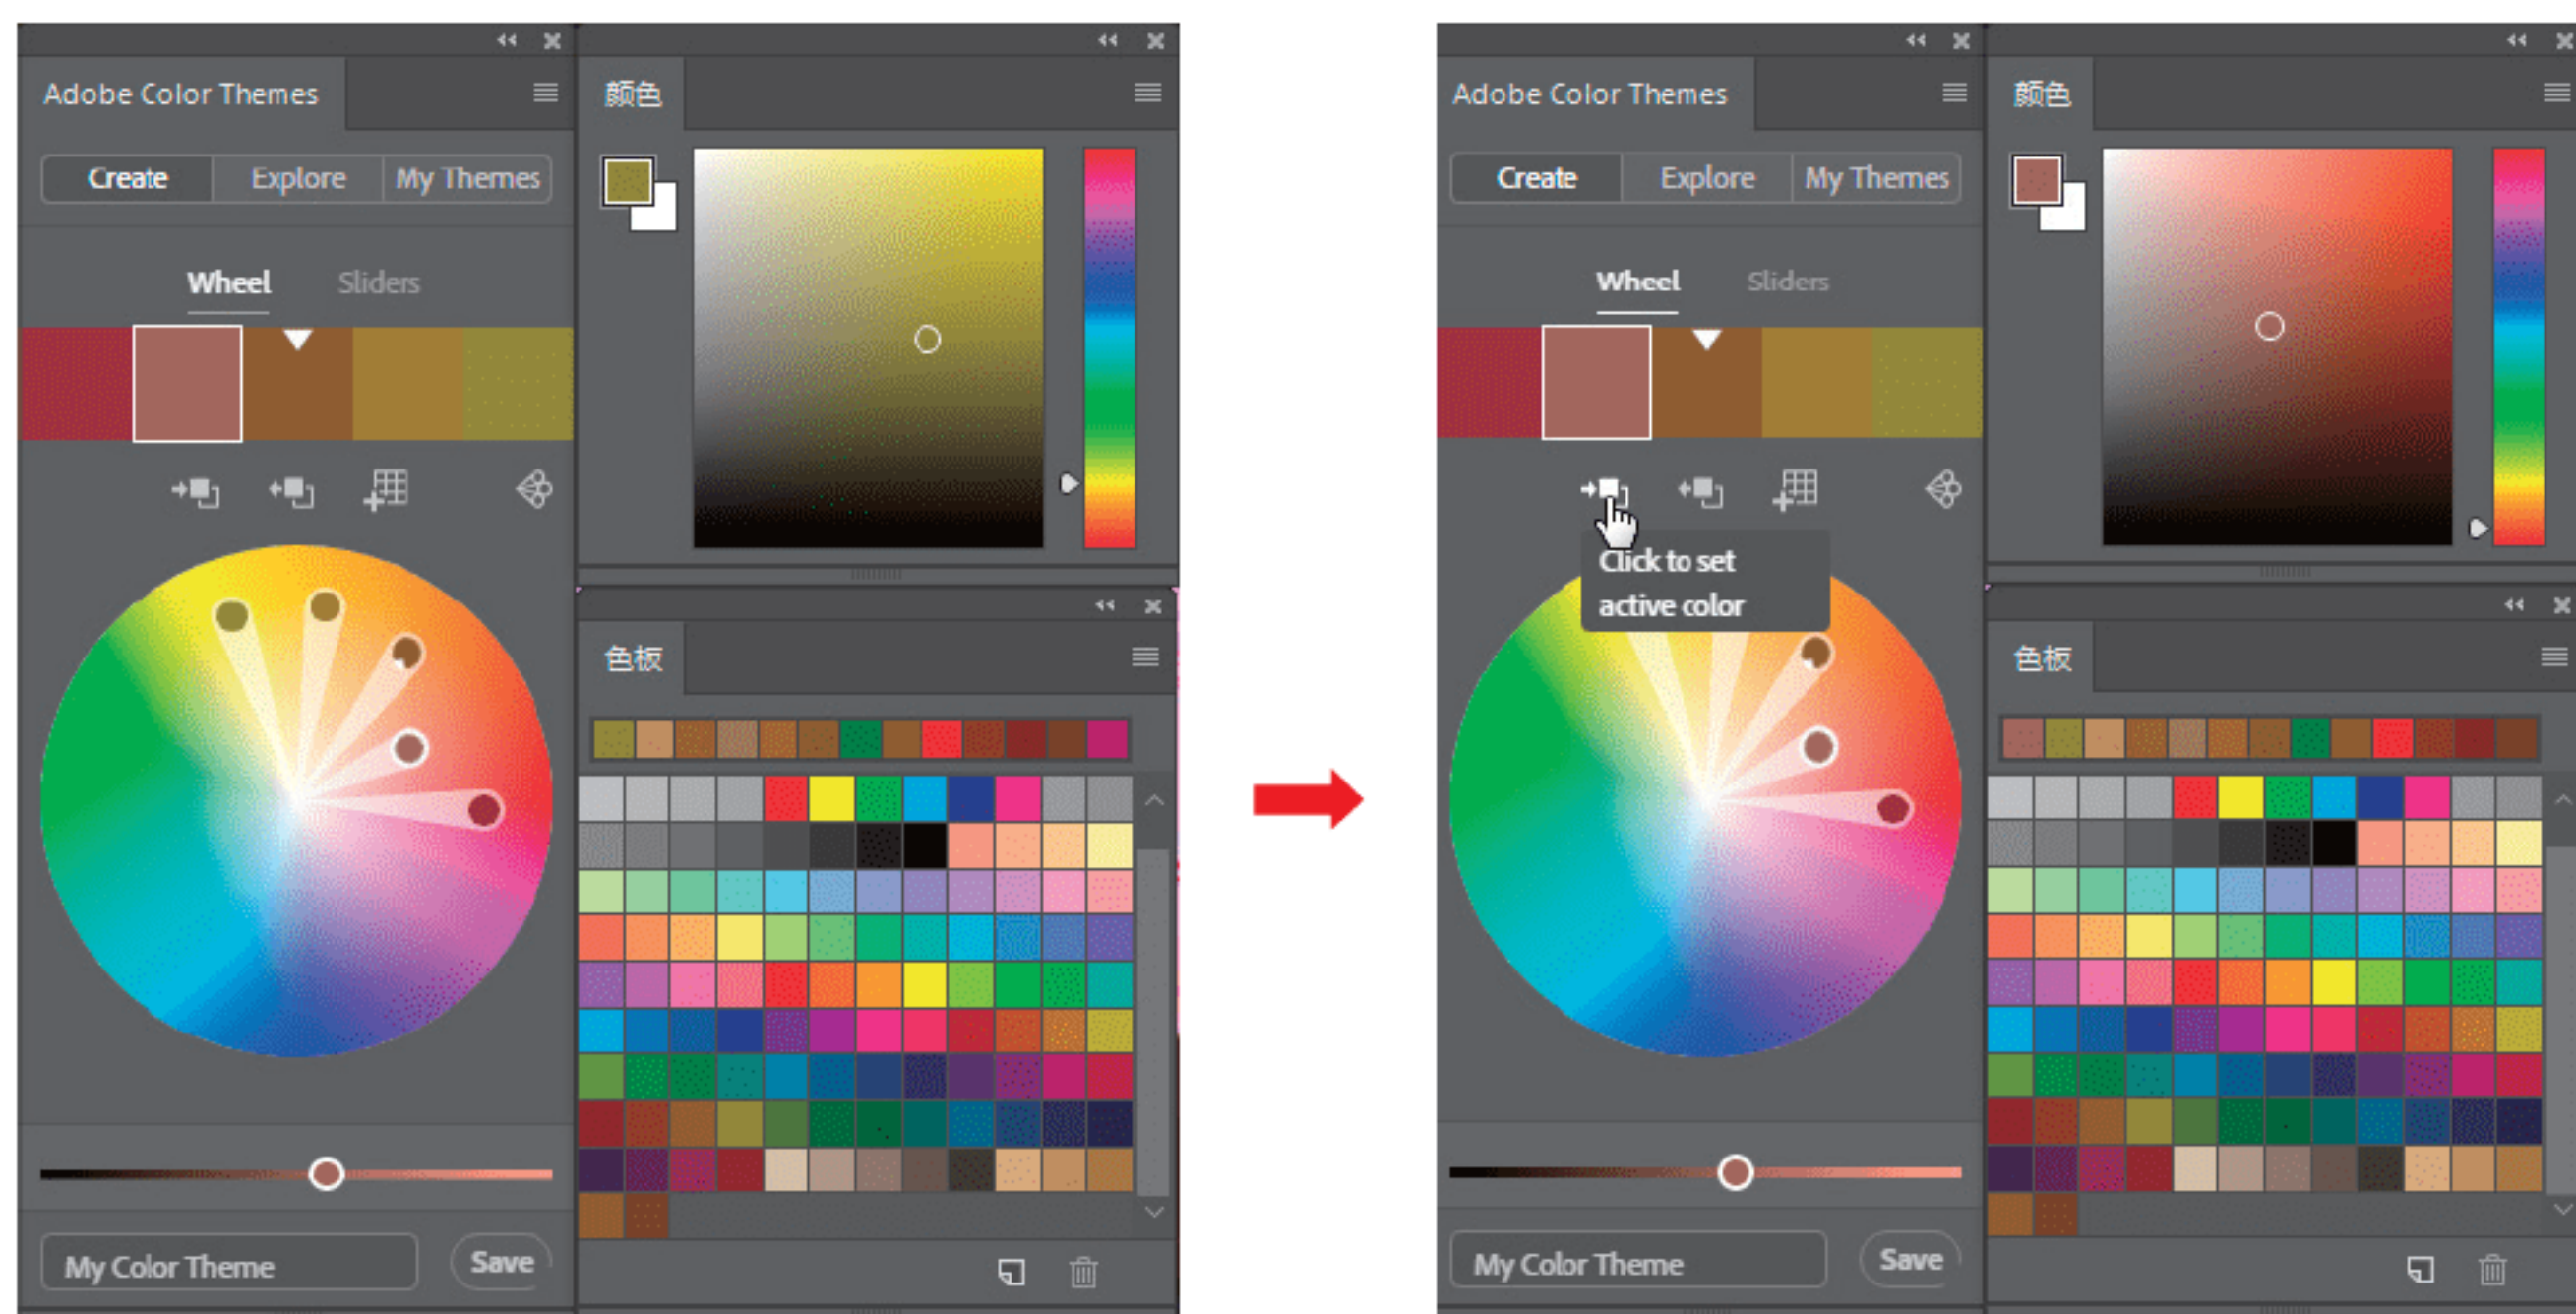 Adobe Color Themes
Create
Explore
My Themes
Wheel
Sliders
My Color Theme
Save
颜色
色板
Adobe Color Themes
Create
Explore
My Themes
Wheel
Sliders
Click to set
active color
My Color Theme
Save
颜色
色板